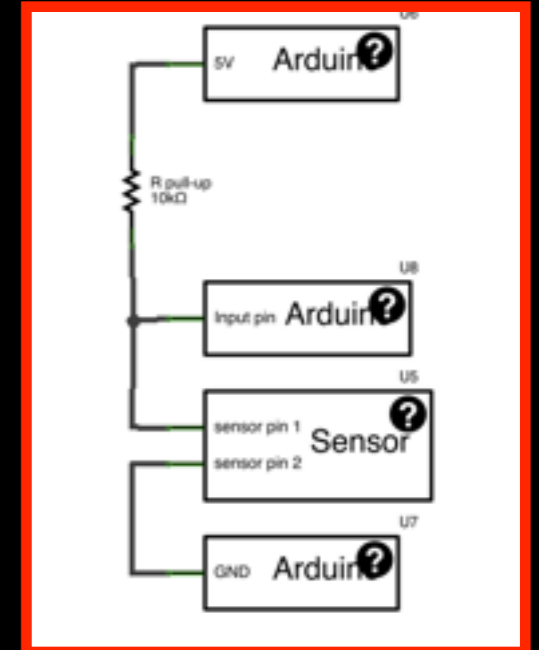 U6
5V Arduin?
R pull-up
10kΩ
U8
Input pin Arduin?
U5
sensor pin 1
Sensor ?
sensor pin 2
U7
GND Arduin?